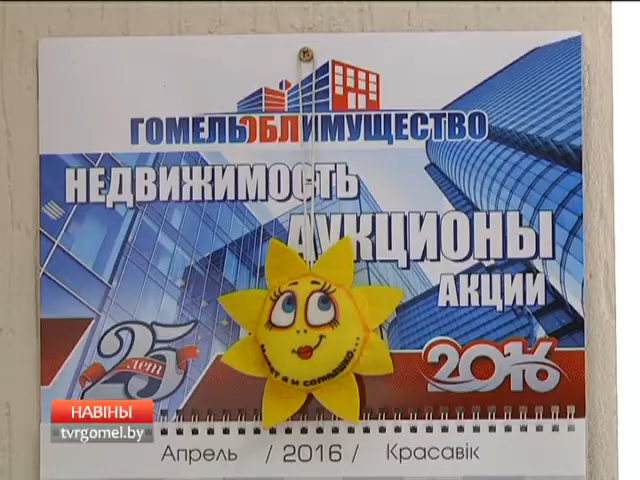 ГОМЕЛЬОБЛИМУЩЕСТВО
НЕДВИЖИМОСТЬ
АУКЦИОНЫ
АКЦИИ
25 лет
2016
НАВІНЫ
tvrgomel.by
Апрель / 2016 / Красавік